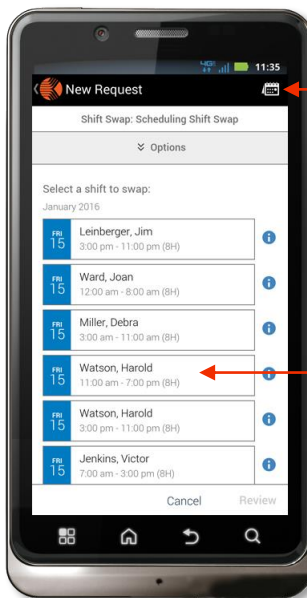 4G 11:35
New Request
Shift Swap: Scheduling Shift Swap
Options
Select a shift to swap:
January 2016
FRI
15
Leinberger, Jim
3:00 pm - 11:00 pm (8H)
FRI
15
Ward, Joan
12:00 am - 8:00 am (8H)
FRI
15
Miller, Debra
3:00 am - 11:00 am (8H)
FRI
15
Watson, Harold
11:00 am - 7:00 pm (8H)
FRI
15
Watson, Harold
3:00 pm - 11:00 pm (8H)
FRI
15
Jenkins, Victor
7:00 am - 3:00 pm (8H)
Cancel Review